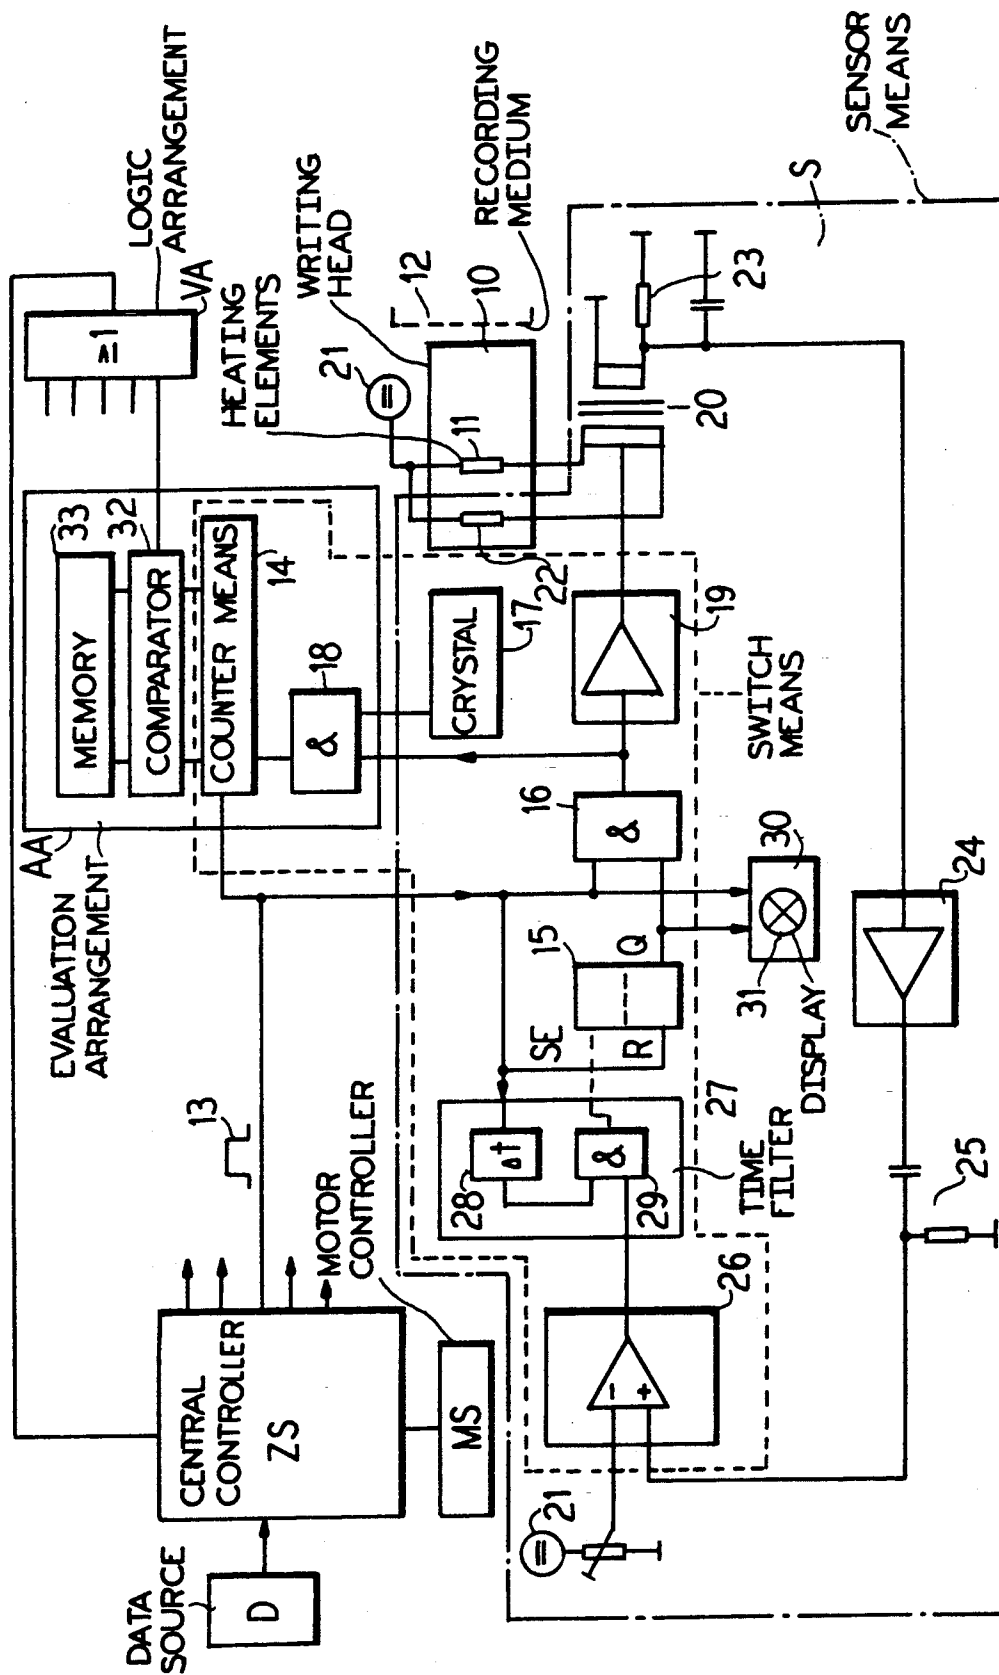 DATA
SOURCE
D
CENTRAL
CONTROLLER
ZS
MS
MOTOR
CONTROLLER
13
EVALUATION
ARRANGEMENT
AA
MEMORY
33
COMPARATOR
32
COUNTER MEANS
14
&
18
CRYSTAL
17
≥1
VA
LOGIC
ARRANGEMENT
HEATING
ELEMENTS
WRITING
HEAD
RECORDING
MEDIUM
SENSOR
MEANS
S
21
12
10
11
22
20
23
19
SWITCH
MEANS
16
&
15
Q
SE
R
30
31
DISPLAY
28
Δt
&
29
27
TIME
FILTER
26
-
+
21
=
=
24
25